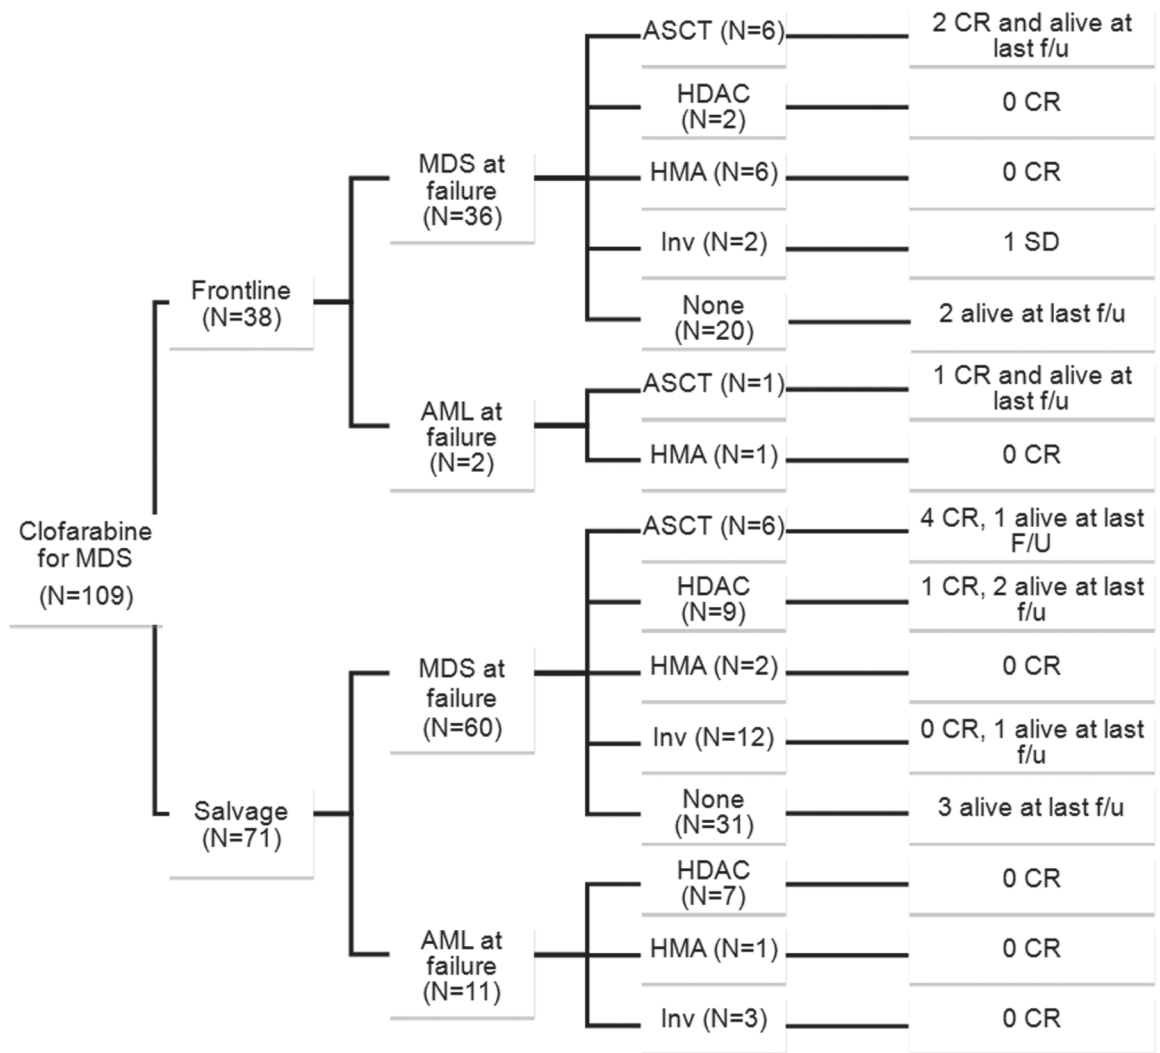 Clofarabine
for MDS
(N=109)
Frontline
(N=38)
MDS at
failure
(N=36)
ASCT (N=6)
2 CR and alive at
last f/u
HDAC
(N=2)
0 CR
HMA (N=6)
0 CR
Inv (N=2)
1 SD
None
(N=20)
2 alive at last f/u
AML at
failure
(N=2)
ASCT (N=1)
1 CR and alive at
last f/u
HMA (N=1)
0 CR
Salvage
(N=71)
MDS at
failure
(N=60)
ASCT (N=6)
4 CR, 1 alive at last
F/U
HDAC
(N=9)
1 CR, 2 alive at last
f/u
HMA (N=2)
0 CR
Inv (N=12)
0 CR, 1 alive at last
f/u
None
(N=31)
3 alive at last f/u
AML at
failure
(N=11)
HDAC
(N=7)
0 CR
HMA (N=1)
0 CR
Inv (N=3)
0 CR